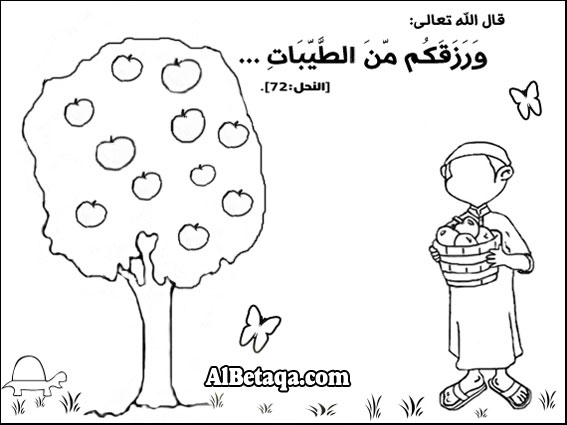 قال الله تعالى:
وَرَزَقَكُم مِّنَ الطَّيِّبَاتِ ...
[النحل:72].
AlBetaqa.com